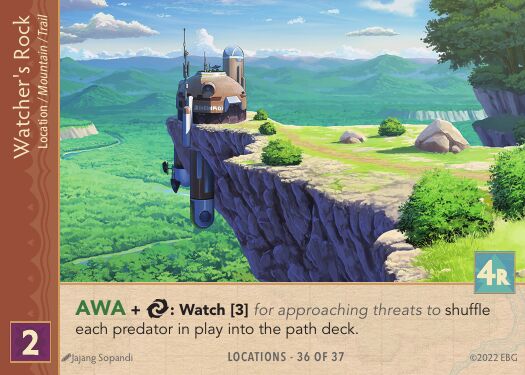 Watcher's Rock
Location / Mountain / Trail
4R
AWA + : Watch [3] for approaching threats to shuffle
each predator in play into the path deck.
2
Jajang Sopandi
LOCATIONS - 36 OF 37
©2022 EBG